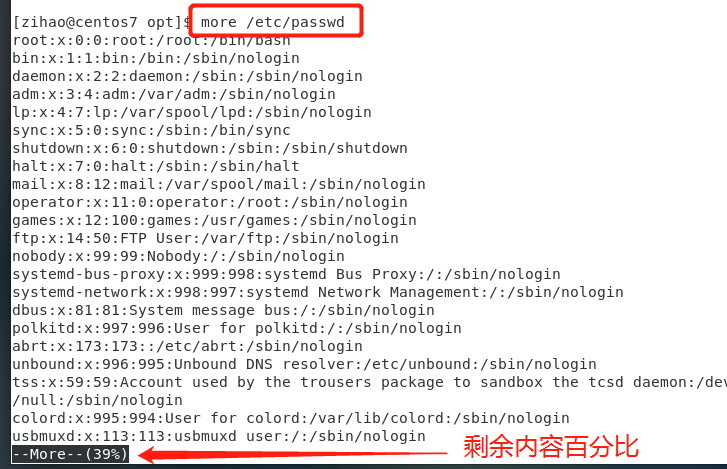 [zihao@centos7 opt]$ more /etc/passwd
root:x:0:0:root:/root:/bin/bash
bin:x:1:1:bin:/bin:/sbin/nologin
daemon:x:2:2:daemon:/sbin:/sbin/nologin
adm:x:3:4:adm:/var/adm:/sbin/nologin
lp:x:4:7:lp:/var/spool/lpd:/sbin/nologin
sync:x:5:0:sync:/sbin:/bin/sync
shutdown:x:6:0:shutdown:/sbin:/sbin/shutdown
halt:x:7:0:halt:/sbin:/sbin/halt
mail:x:8:12:mail:/var/spool/mail:/sbin/nologin
operator:x:11:0:operator:/root:/sbin/nologin
games:x:12:100:games:/usr/games:/sbin/nologin
ftp:x:14:50:FTP User:/var/ftp:/sbin/nologin
nobody:x:99:99:Nobody:/:/sbin/nologin
systemd-bus-proxy:x:999:998:systemd Bus Proxy:/:/sbin/nologin
systemd-network:x:998:997:systemd Network Management:/:/sbin/nologin
dbus:x:81:81:System message bus:/:/sbin/nologin
polkitd:x:997:996:User for polkitd:/:/sbin/nologin
abrt:x:173:173::/etc/abrt:/sbin/nologin
unbound:x:996:995:Unbound DNS resolver:/etc/unbound:/sbin/nologin
tss:x:59:59:Account used by the trousers package to sandbox the tcsd daemon:/dev
/null:/sbin/nologin
colord:x:995:994:User for colord:/var/lib/colord:/sbin/nologin
usbmuxd:x:113:113:usbmuxd user:/:/sbin/nologin
--More--(39%) 剩余内容百分比